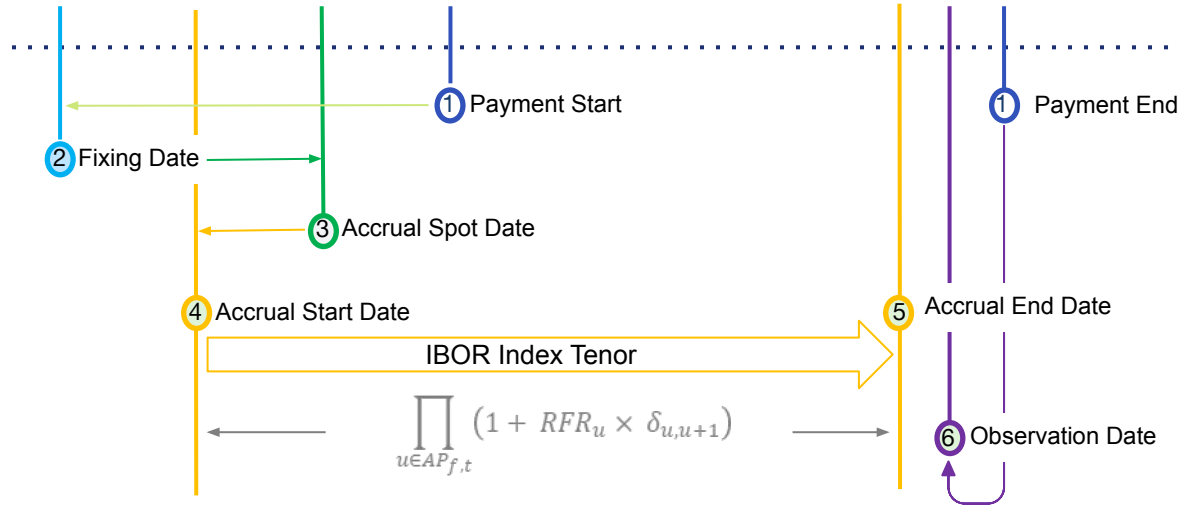 1 Payment Start
1 Payment End
2 Fixing Date
3 Accrual Spot Date
4 Accrual Start Date
5 Accrual End Date
IBOR Index Tenor
∏_{u∈AP_{f,t}} (1 + RFR_u × δ_{u,u+1})
6 Observation Date